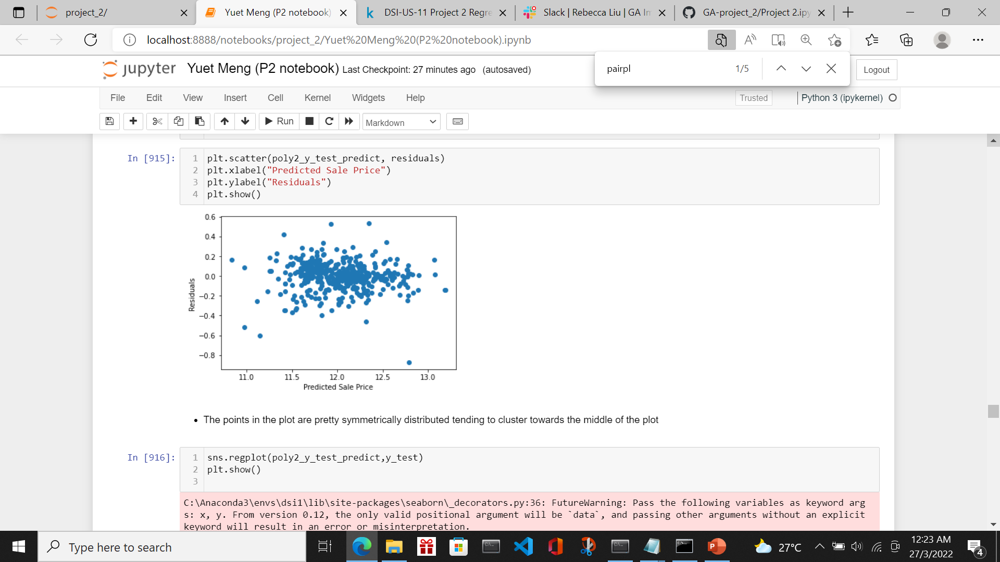 project_2/
Yuet Meng (P2 notebook)
DSI-US-11 Project 2 Regre
Slack | Rebecca Liu | GA Im
GA-project_2/Project 2.ipy
localhost:8888/notebooks/project_2/Yuet%20Meng%20(P2%20notebook).ipynb
pairpl 1/5
jupyter Yuet Meng (P2 notebook) Last Checkpoint: 27 minutes ago (autosaved)
Logout
File Edit View Insert Cell Kernel Widgets Help
Trusted Python 3 (ipykernel)
Run Markdown
In [915]:
1 plt.scatter(poly2_y_test_predict, residuals)
2 plt.xlabel("Predicted Sale Price")
3 plt.ylabel("Residuals")
4 plt.show()
0.6
0.4
0.2
0.0
−0.2
−0.4
−0.6
−0.8
Residuals
11.0 11.5 12.0 12.5 13.0
Predicted Sale Price
• The points in the plot are pretty symmetrically distributed tending to cluster towards the middle of the plot
In [916]:
1 sns.regplot(poly2_y_test_predict,y_test)
2 plt.show()
3
C:\Anaconda3\envs\dsi1\lib\site-packages\seaborn\_decorators.py:36: FutureWarning: Pass the following variables as keyword arg
s: x, y. From version 0.12, the only valid positional argument will be `data`, and passing other arguments without an explicit
keyword will result in an error or misinterpretation.
Type here to search
27°C
12:23 AM
27/3/2022
4